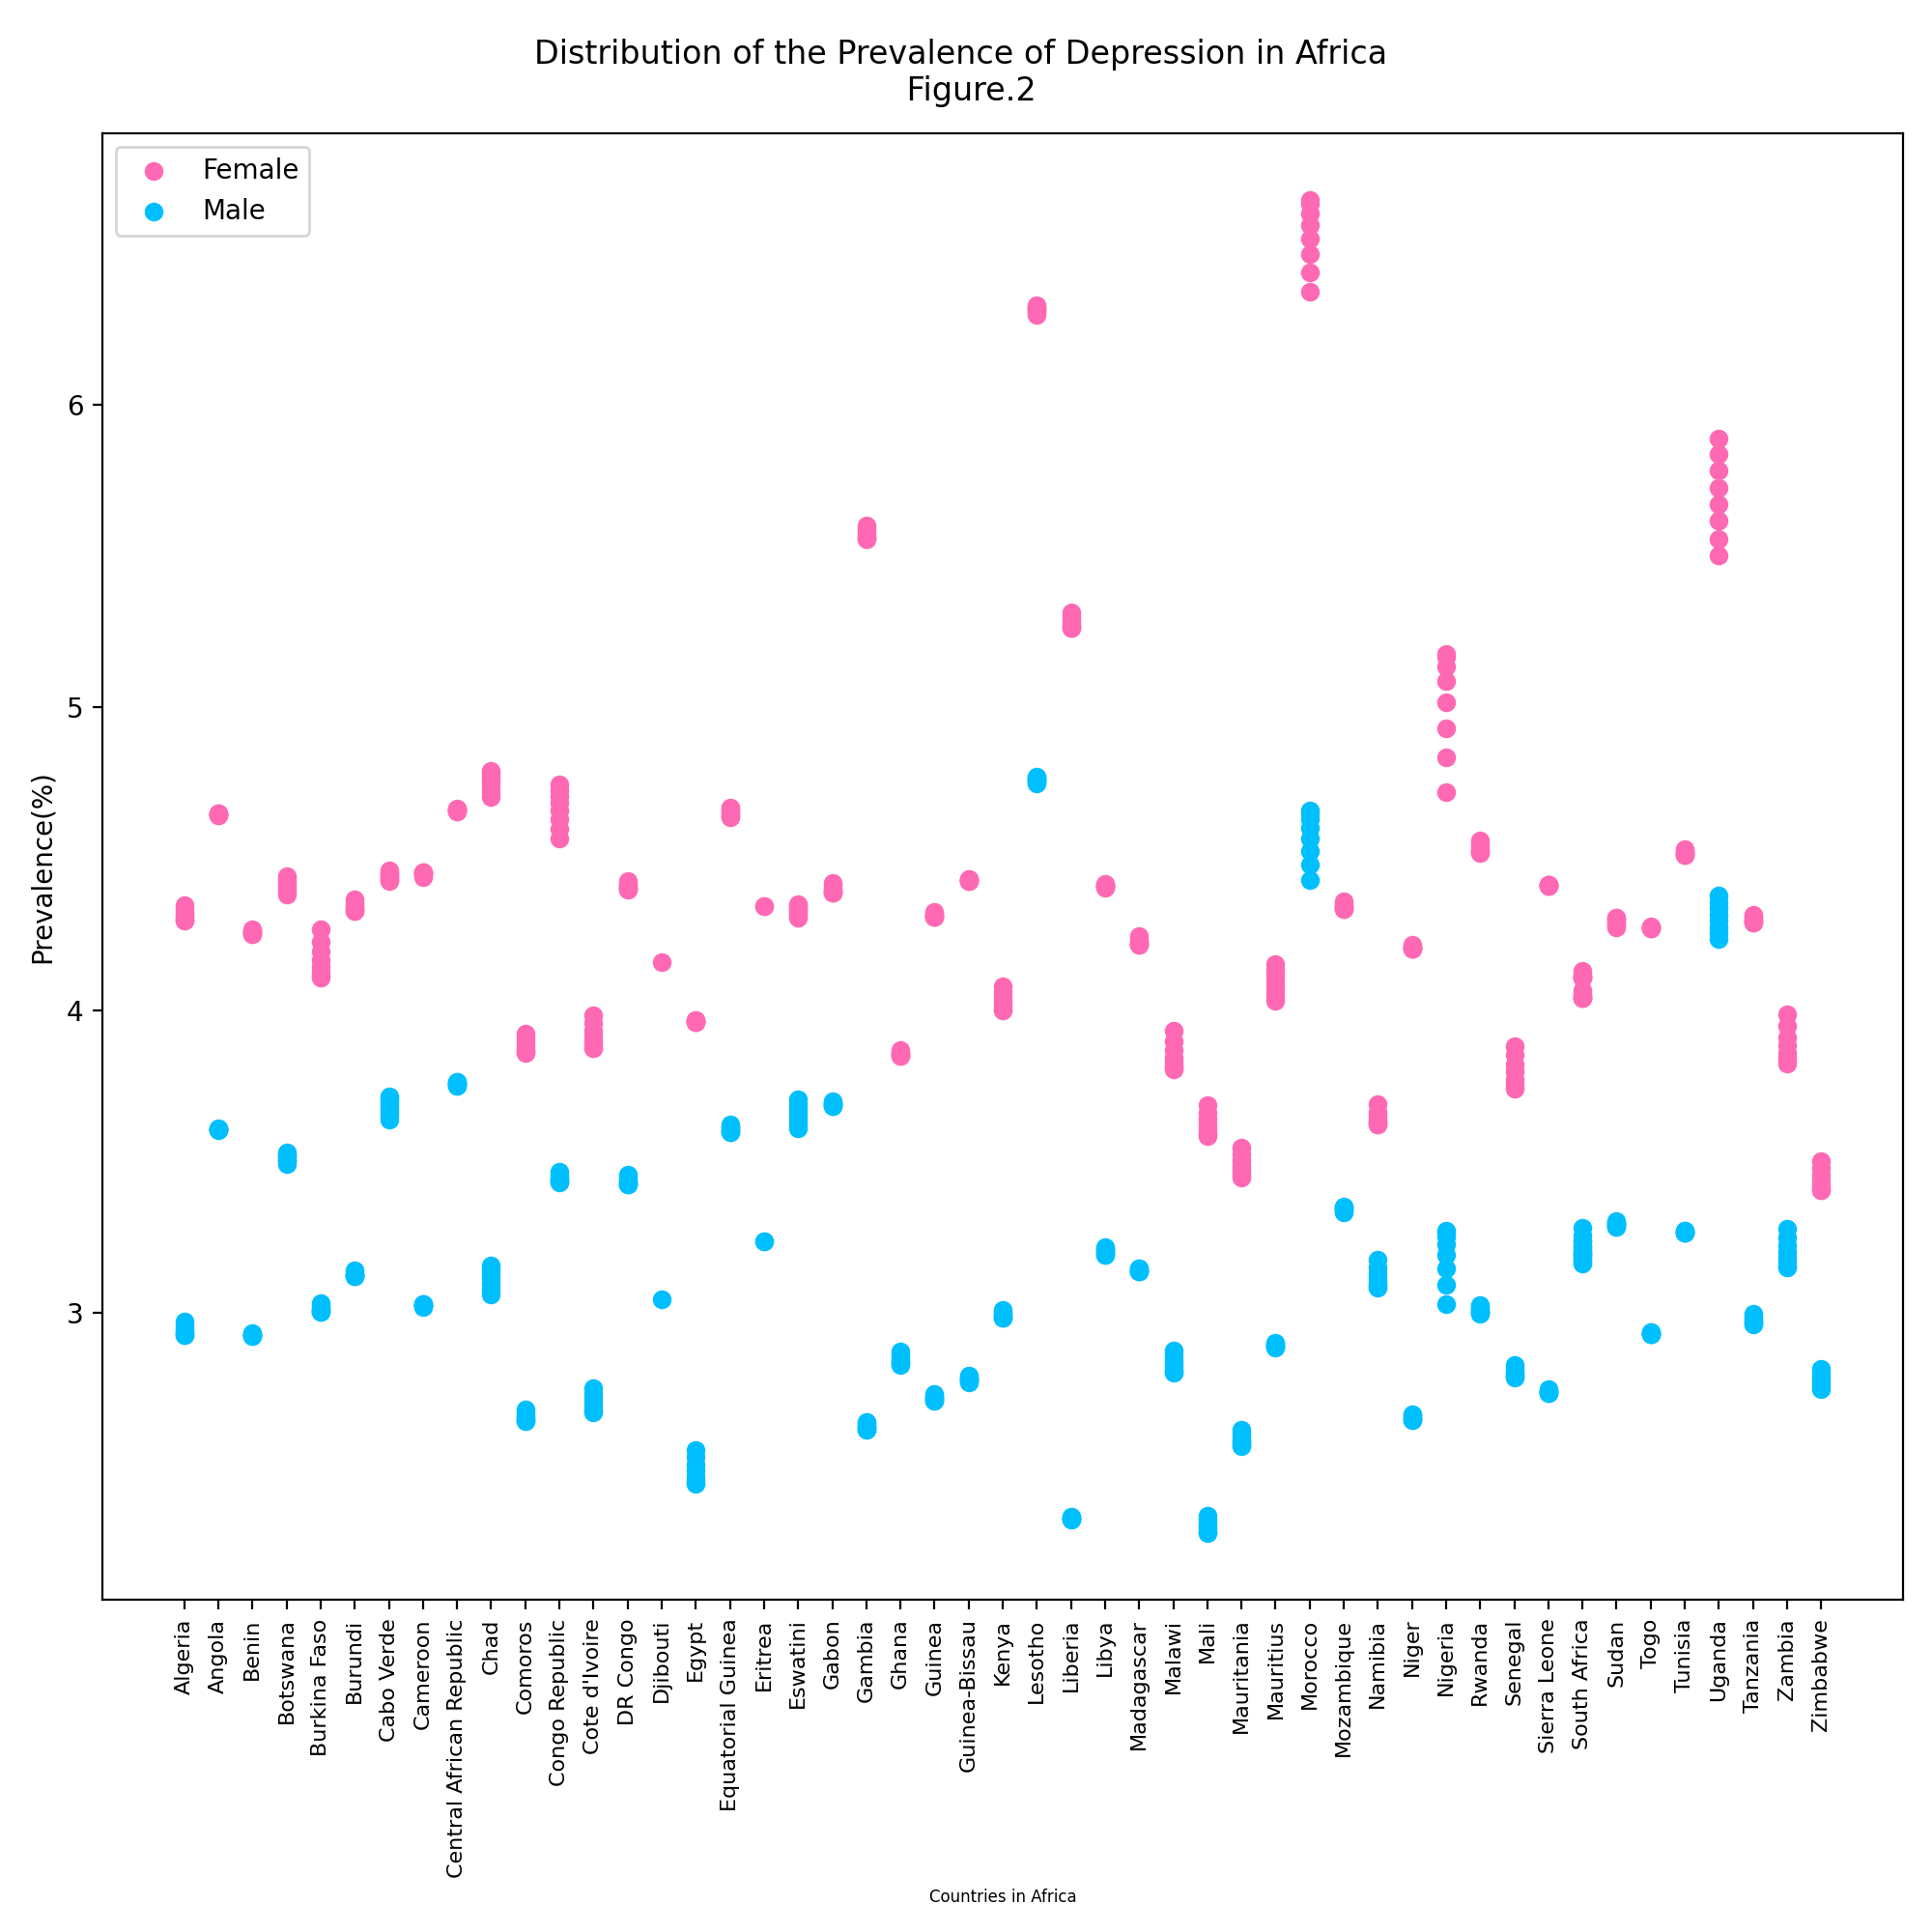 Distribution of the Prevalence of Depression in Africa
Figure.2
Female
Male
Prevalence(%)
6
5
4
3
Algeria
Angola
Benin
Botswana
Burkina Faso
Burundi
Cabo Verde
Cameroon
Central African Republic
Chad
Comoros
Congo Republic
Cote d'Ivoire
DR Congo
Djibouti
Egypt
Equatorial Guinea
Eritrea
Eswatini
Gabon
Gambia
Ghana
Guinea
Guinea-Bissau
Kenya
Lesotho
Liberia
Libya
Madagascar
Malawi
Mali
Mauritania
Mauritius
Morocco
Mozambique
Namibia
Niger
Nigeria
Rwanda
Senegal
Sierra Leone
South Africa
Sudan
Togo
Tunisia
Uganda
Tanzania
Zambia
Zimbabwe
Countries in Africa